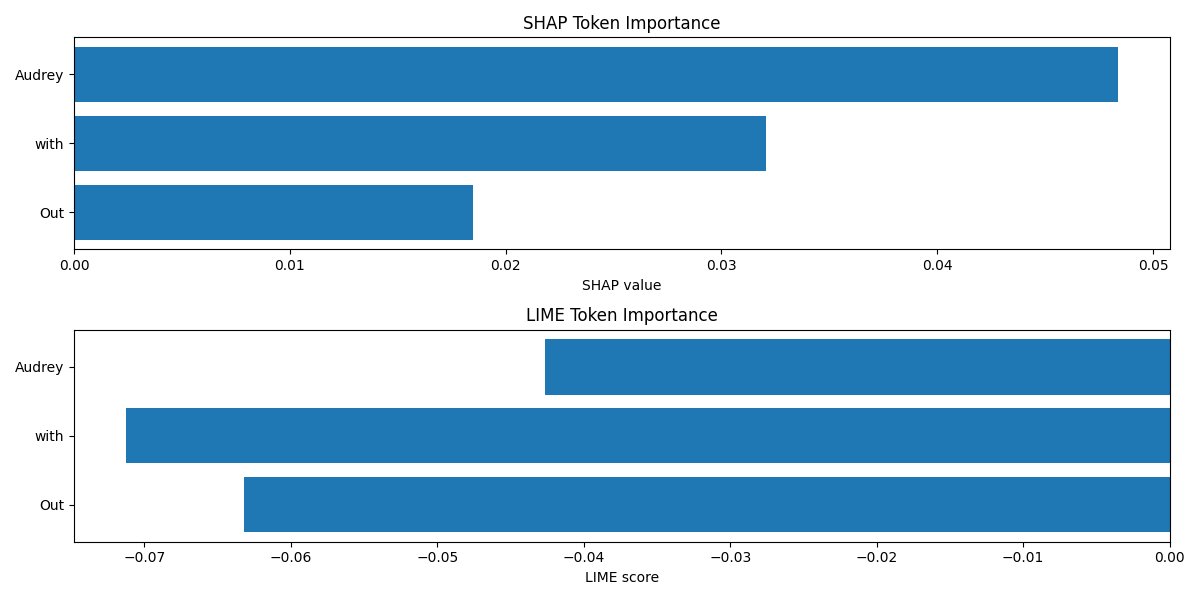 SHAP Token Importance
Audrey
with
Out
0.00 0.01 0.02 0.03 0.04 0.05
SHAP value
LIME Token Importance
Audrey
with
Out
−0.07 −0.06 −0.05 −0.04 −0.03 −0.02 −0.01 0.00
LIME score